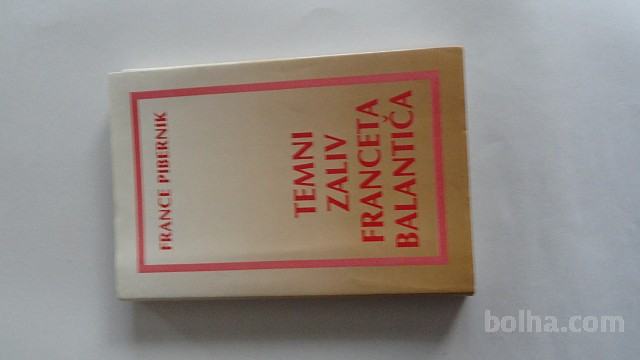 FRANCE PIBERNIK
TEMNI
ZALIV
FRANCETA
BALANTIČA
bolha.com